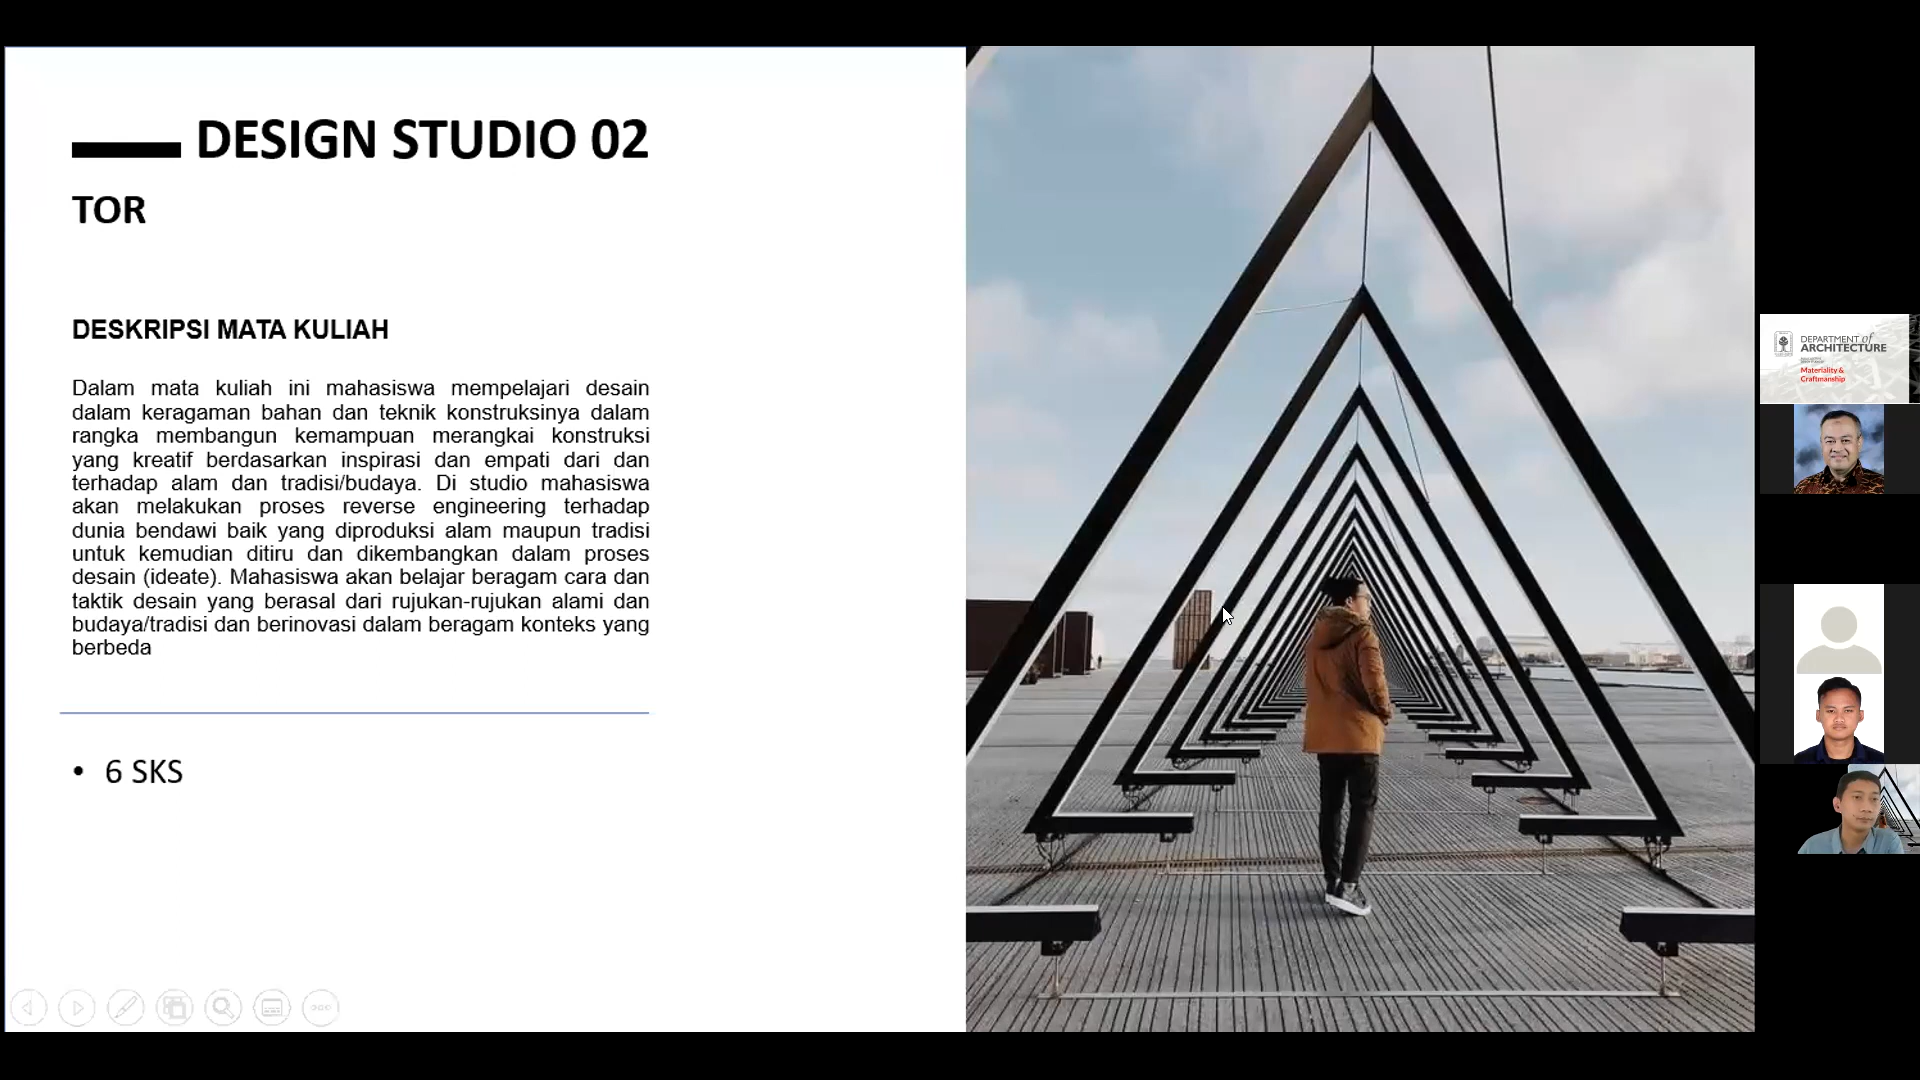 DESIGN STUDIO 02
TOR
DESKRIPSI MATA KULIAH
Dalam mata kuliah ini mahasiswa mempelajari desain
dalam keragaman bahan dan teknik konstruksinya dalam
rangka membangun kemampuan merangkai konstruksi
yang kreatif berdasarkan inspirasi dan empati dari dan
terhadap alam dan tradisi/budaya. Di studio mahasiswa
akan melakukan proses reverse engineering terhadap
dunia bendawi baik yang diproduksi alam maupun tradisi
untuk kemudian ditiru dan dikembangkan dalam proses
desain (ideate). Mahasiswa akan belajar beragam cara dan
taktik desain yang berasal dari rujukan-rujukan alami dan
budaya/tradisi dan berinovasi dalam beragam konteks yang
berbeda
• 6 SKS
DEPARTMENT of
ARCHITECTURE
Materiality &
Craftmanship